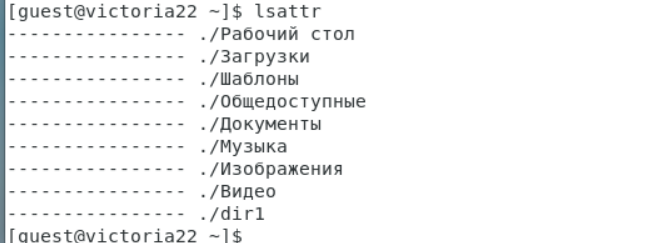 [guest@victoria22 ~]$ lsattr
---------------- ./Рабочий стол
---------------- ./Загрузки
---------------- ./Шаблоны
---------------- ./Общедоступные
---------------- ./Документы
---------------- ./Музыка
---------------- ./Изображения
---------------- ./Видео
---------------- ./dir1
[guest@victoria22 ~]$